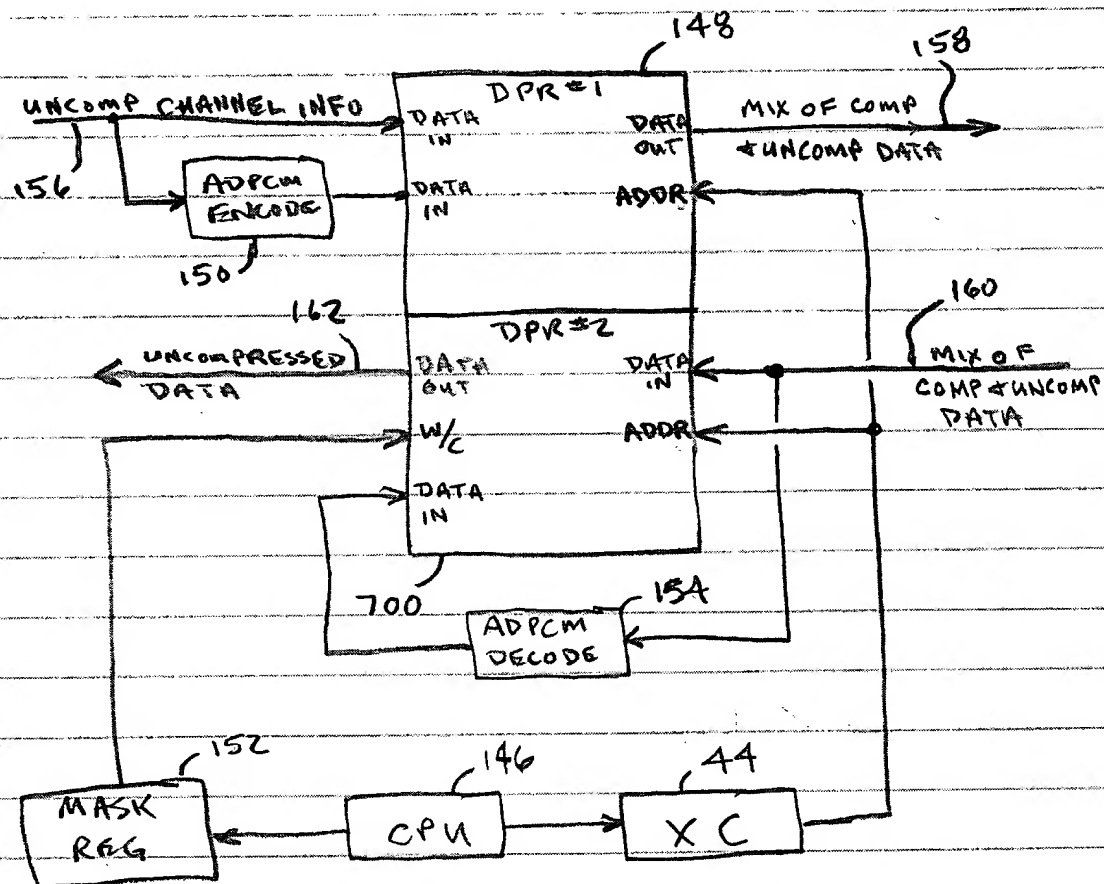 148
158
DPR #1
UNCOMP CHANNEL INFO
DATA
IN
DATA
OUT
MIX OF COMP
& UNCOMP DATA
156
ADPCM
ENCODE
DATA
IN
ADDR
150
160
162
DPR #2
UNCOMPRESSED
DATA
DATA
OUT
DATA
IN
MIX OF
COMP & UNCOMP
DATA
W/C
ADDR
DATA
IN
700
154
ADPCM
DECODE
152
146
44
MASK
REG
CPU
XC